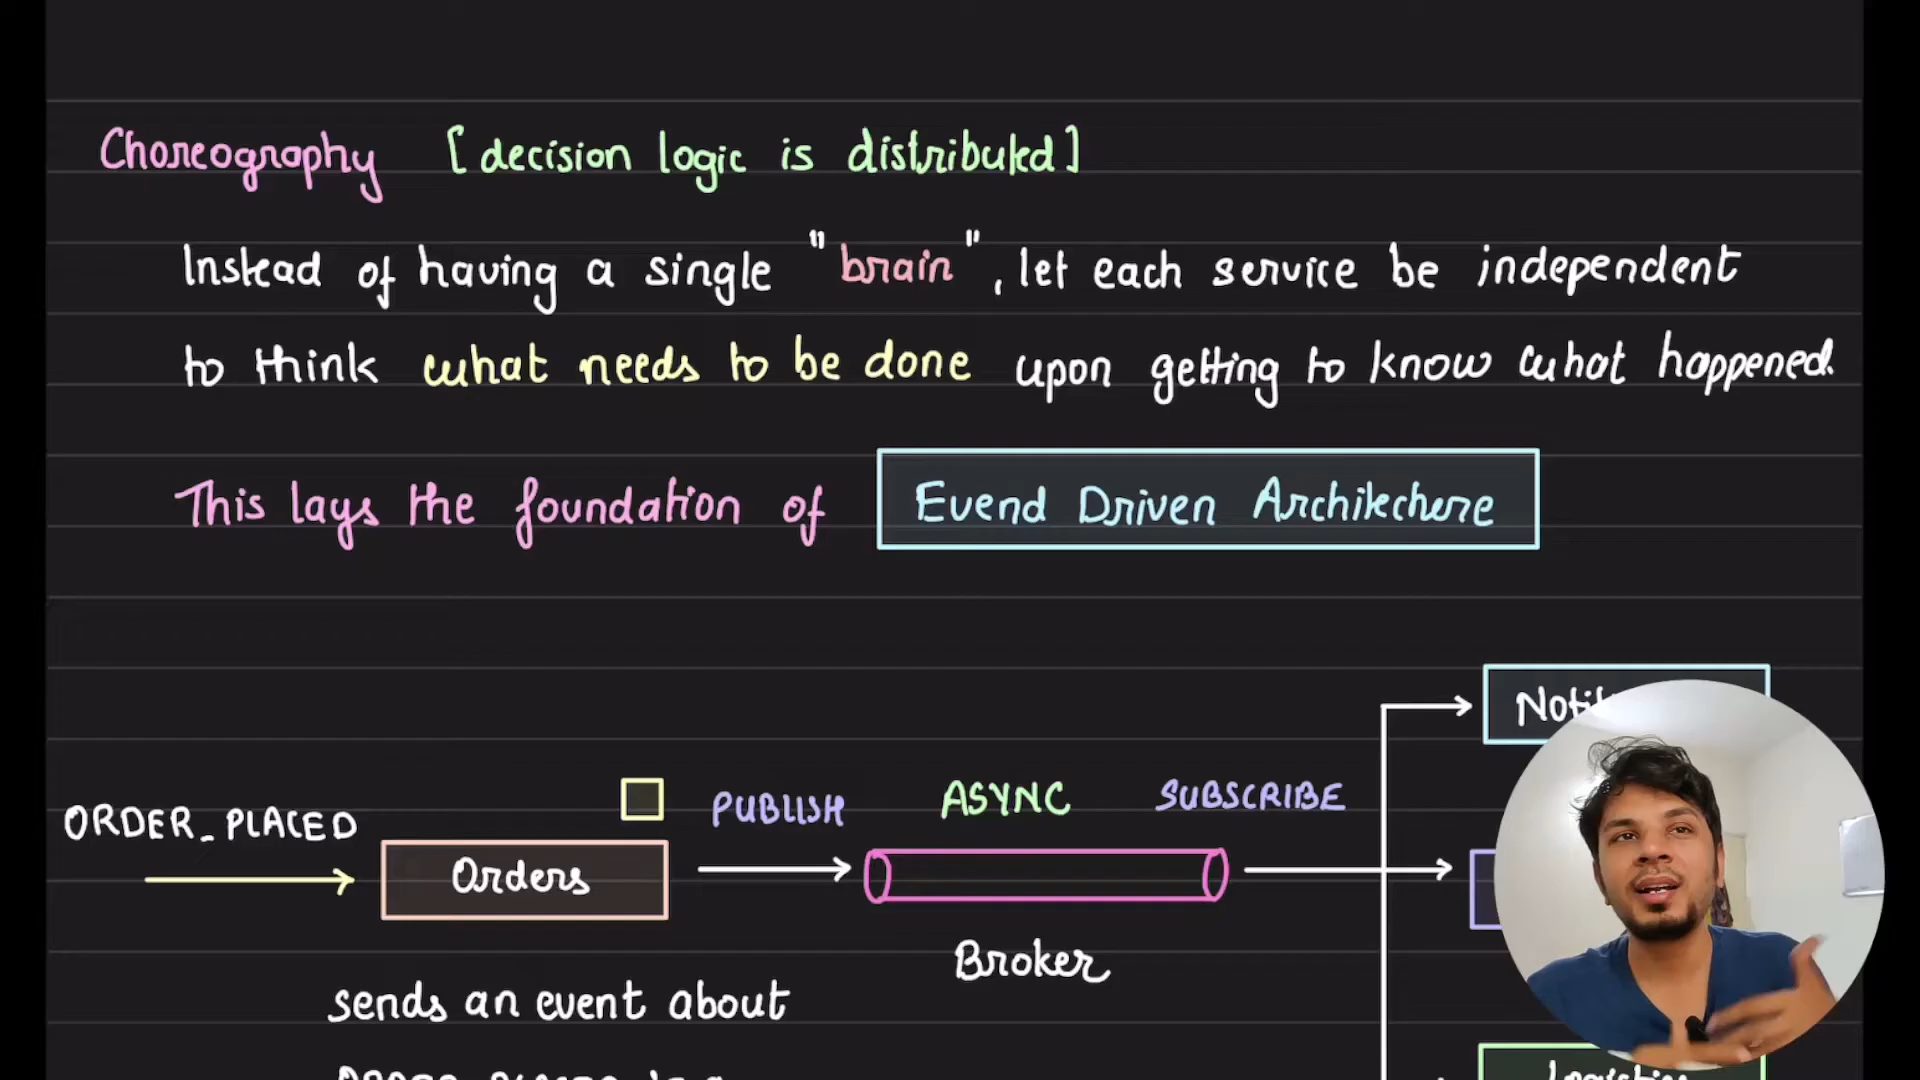 Choreography [decision logic is distributed]
Instead of having a single "brain", let each service be independent
to think what needs to be done upon getting to know what happened.
This lays the foundation of Evend Driven Architecture
ORDER_PLACED
Orders
PUBLISH
ASYNC
SUBSCRIBE
Broker
sends an event about
Logistics